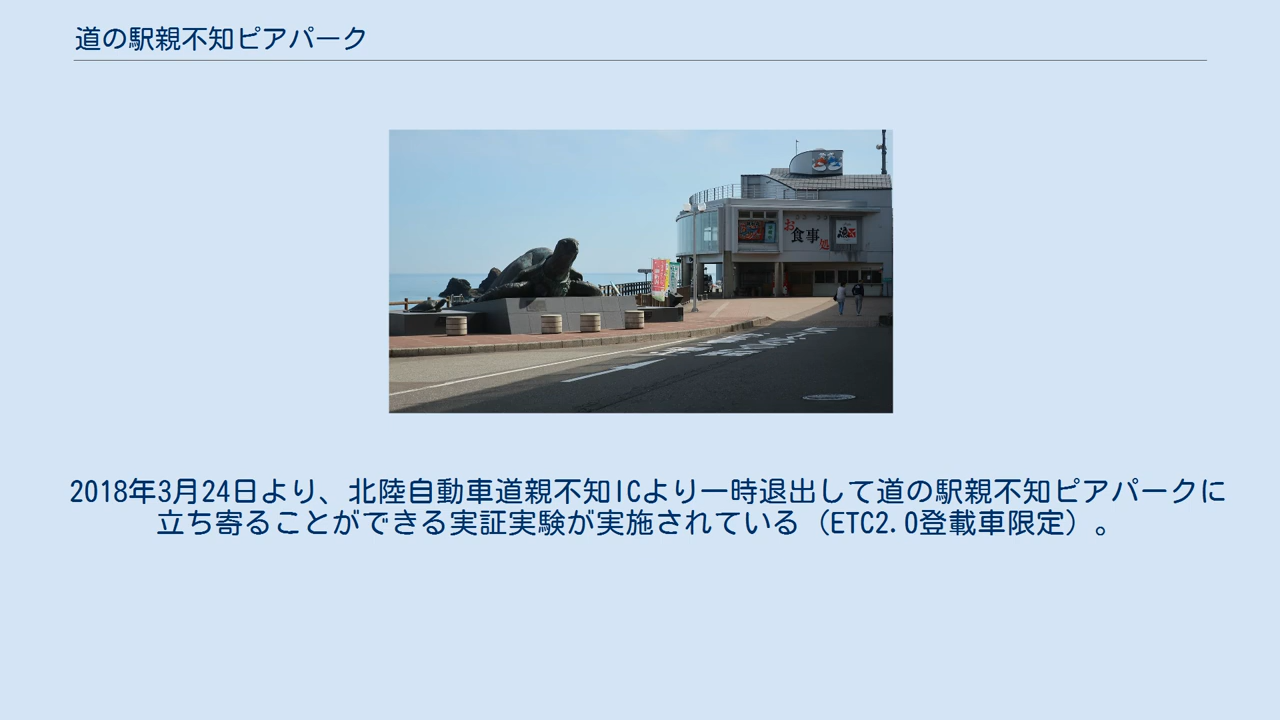 道の駅親不知ピアパーク
お食事処
2018年3月24日より、北陸自動車道親不知ICより一時退出して道の駅親不知ピアパークに
立ち寄ることができる実証実験が実施されている（ETC2.0登載車限定）。